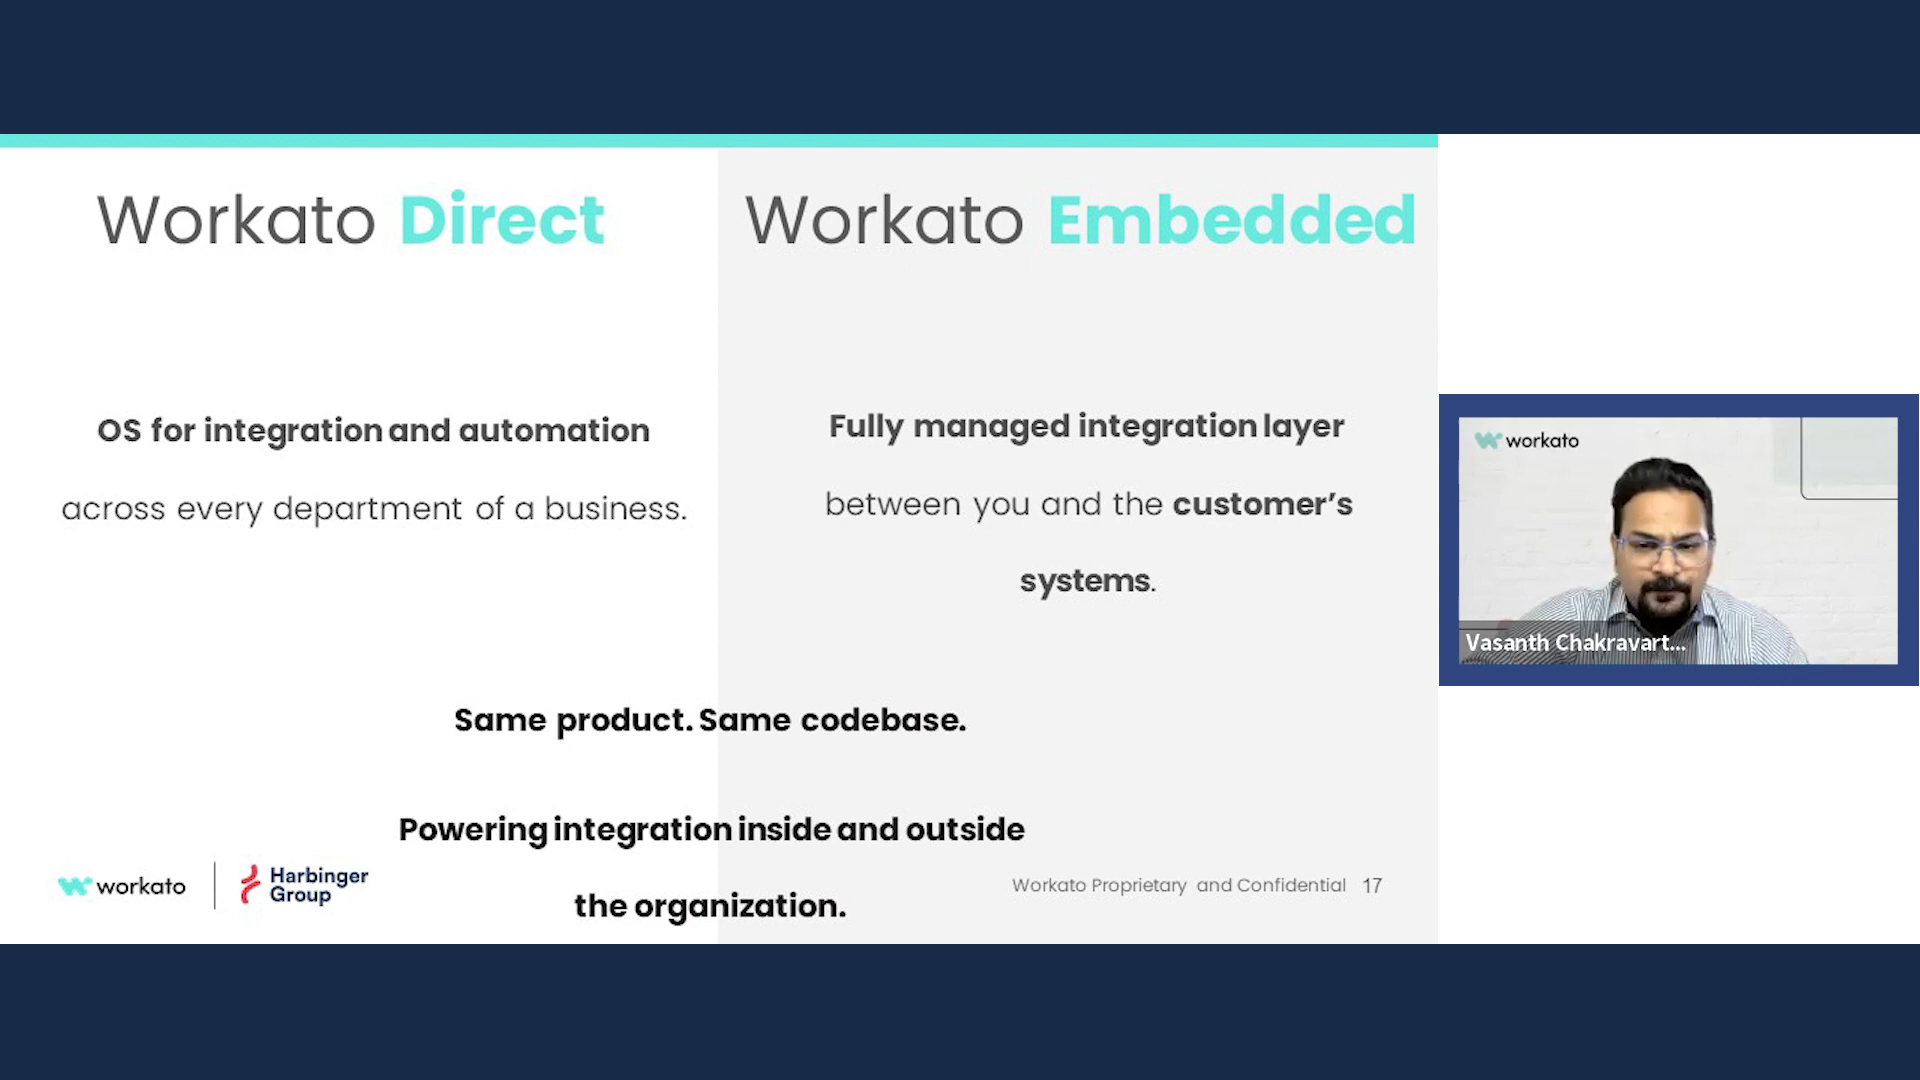 Workato Direct
OS for integration and automation
across every department of a business.
Workato Embedded
Fully managed integration layer
between you and the customer's
systems.
Same product. Same codebase.
Powering integration inside and outside
the organization.
workato
Harbinger
Group
Workato Proprietary and Confidential 17
workato
Vasanth Chakravart...